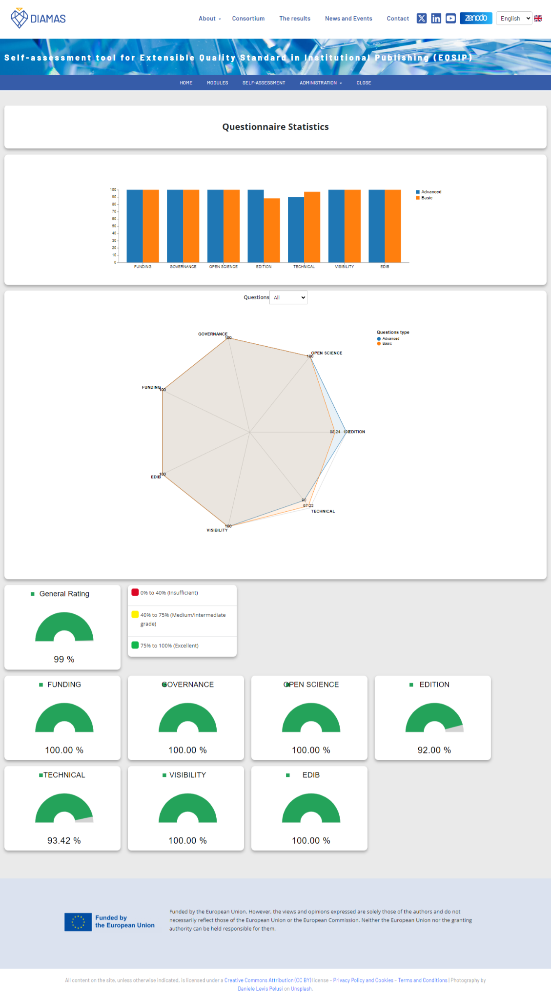 DIAMAS
About Consortium The results News and Events Contact zenodo English
Self-assessment tool for Extensible Quality Standard in Institutional Publishing (EQSIP)
HOME MODULES SELF-ASSESSMENT ADMINISTRATION CLOSE
Questionnaire Statistics
100
90
80
70
60
50
40
30
20
10
0
FUNDING GOVERNANCE OPEN SCIENCE EDITION TECHNICAL VISIBILITY EDIB
Advanced
Basic
Questions All
Questions type
Advanced
Basic
GOVERNANCE
100
OPEN SCIENCE
100
FUNDING
100
88.24 100 EDITION
EDIB
100
90
97.22
TECHNICAL
100
VISIBILITY
General Rating
99 %
0% to 40% (Insufficient)
40% to 75% (Medium/intermediate
grade)
75% to 100% (Excellent)
FUNDING
100.00 %
GOVERNANCE
100.00 %
OPEN SCIENCE
100.00 %
EDITION
92.00 %
TECHNICAL
93.42 %
VISIBILITY
100.00 %
EDIB
100.00 %
Funded by
the European Union
Funded by the European Union. However, the views and opinions expressed are solely those of the authors and do not
necessarily reflect those of the European Union or the European Commission. Neither the European Union nor the granting
authority can be held responsible for them.
All content on the site, unless otherwise indicated, is licensed under a Creative Commons Attribution (CC BY) license – Privacy Policy and Cookies – Terms and Conditions | Photography by
Daniele Levis Pelusi on Unsplash.